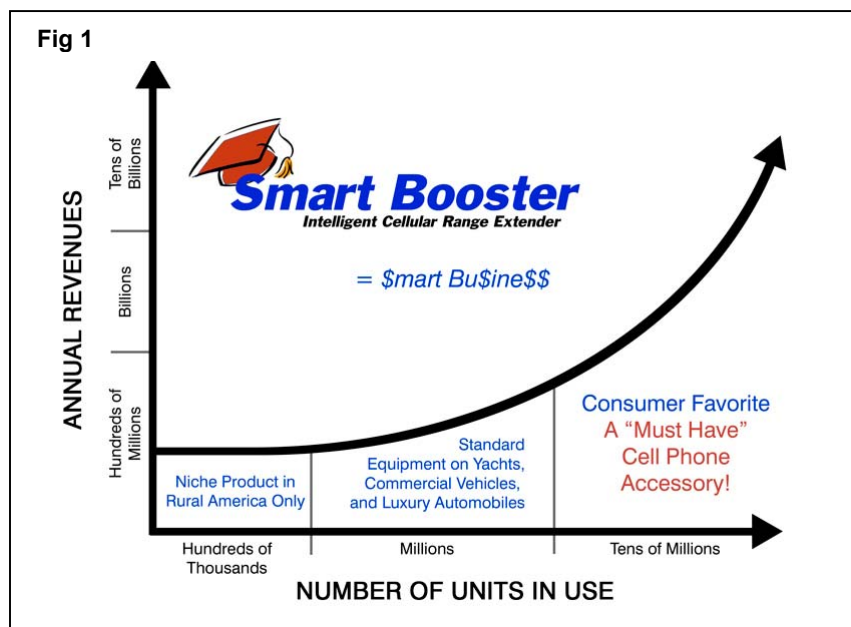 Fig 1
ANNUAL REVENUES
Tens of
Billions
Billions
Hundreds of
Millions
Smart Booster
Intelligent Cellular Range Extender
= $mart Bu$ine$$
Niche Product in
Rural America Only
Standard
Equipment on Yachts,
Commercial Vehicles,
and Luxury Automobiles
Consumer Favorite
A “Must Have”
Cell Phone
Accessory!
Hundreds of
Thousands
Millions
Tens of Millions
NUMBER OF UNITS IN USE